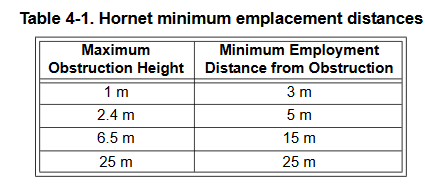 Table 4-1. Hornet minimum emplacement distances
Maximum Obstruction Height | Minimum Employment Distance from Obstruction
1 m | 3 m
2.4 m | 5 m
6.5 m | 15 m
25 m | 25 m